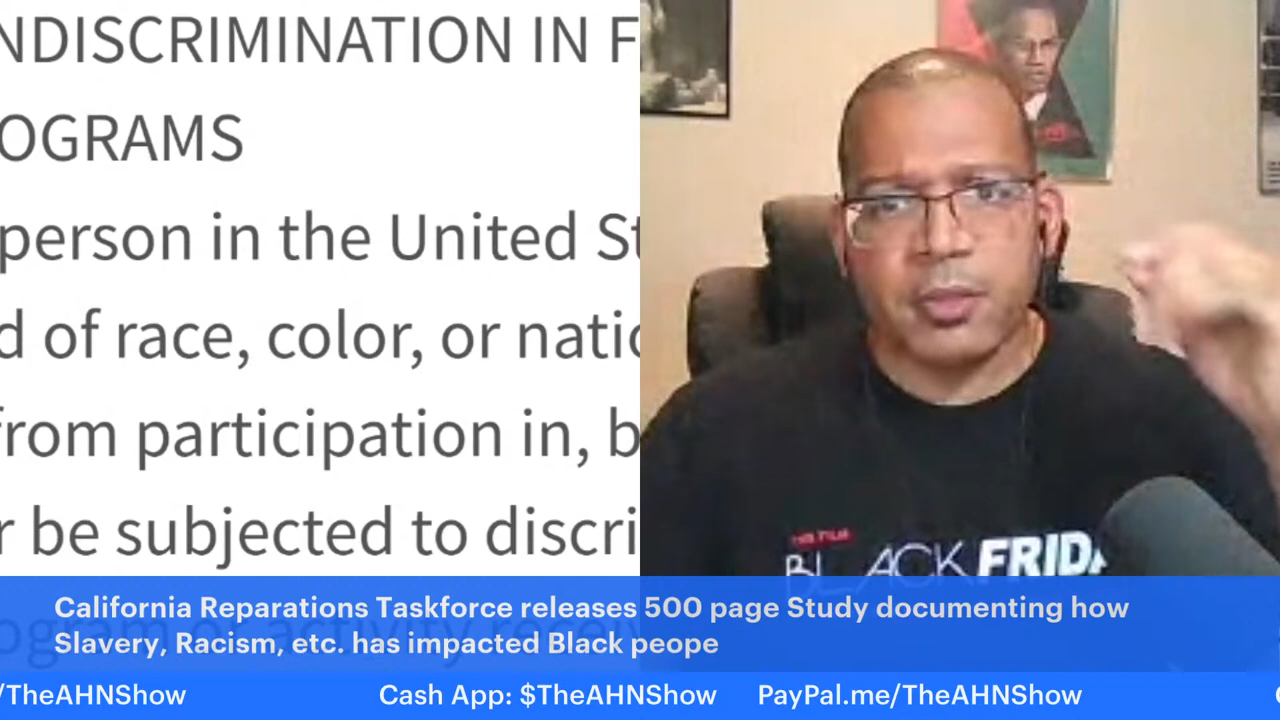 NDISCRIMINATION IN F
OGRAMS
person in the United St
d of race, color, or natio
from participation in, b
r be subjected to discri
BLACK FRIDA
California Reparations Taskforce releases 500 page Study documenting how
Slavery, Racism, etc. has impacted Black peope
/TheAHNShow Cash App: $TheAHNShow PayPal.me/TheAHNShow